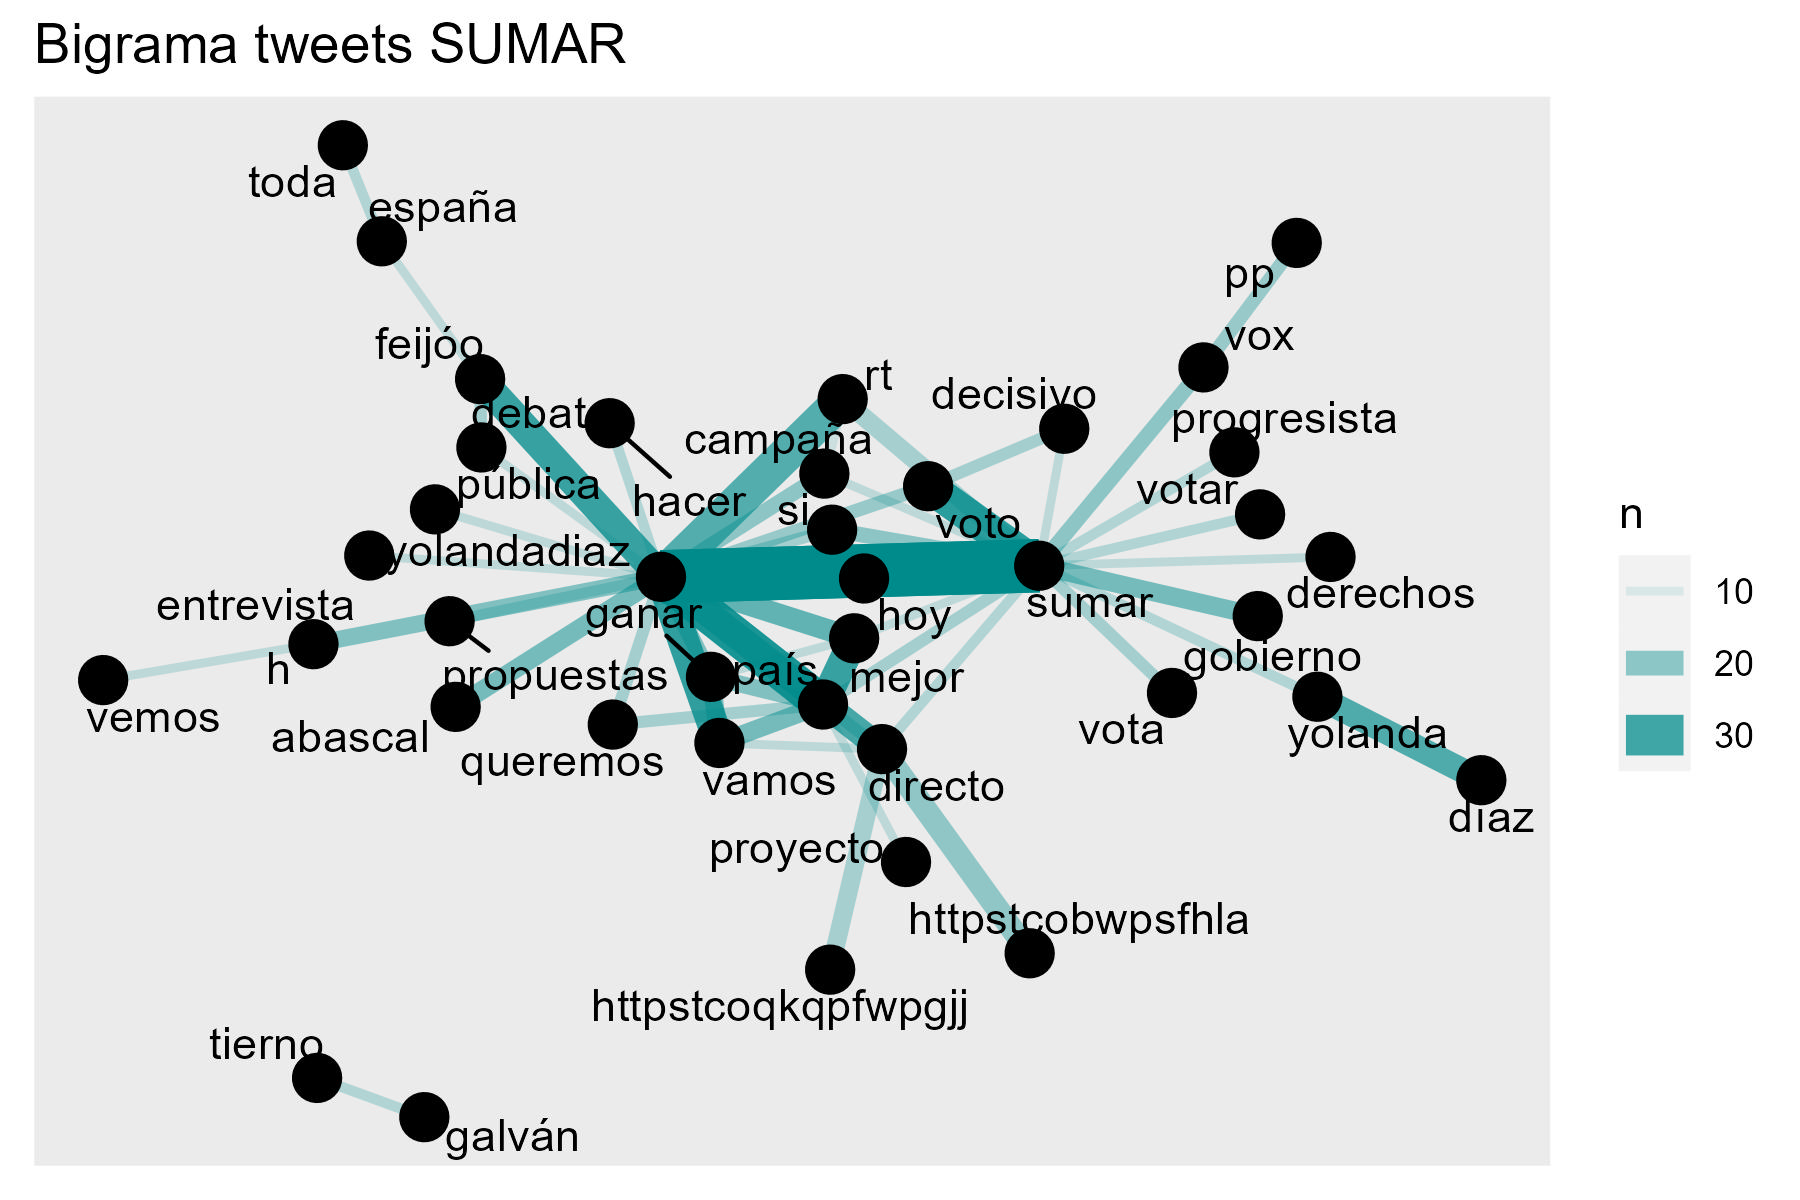 Bigrama tweets SUMAR
toda
españa
pp
feijóo
vox
rt
decisivo
debate
campaña
progresista
pública
hacer
si
votar
voto
yolandadiaz
entrevista
ganar
hoy
sumar
derechos
h
propuestas
país
mejor
gobierno
vemos
abascal
queremos
vamos
directo
vota
yolanda
díaz
proyecto
httpstcobwpsfhla
httpstcoqkqpfwpgjj
tierno
galván
n
10
20
30